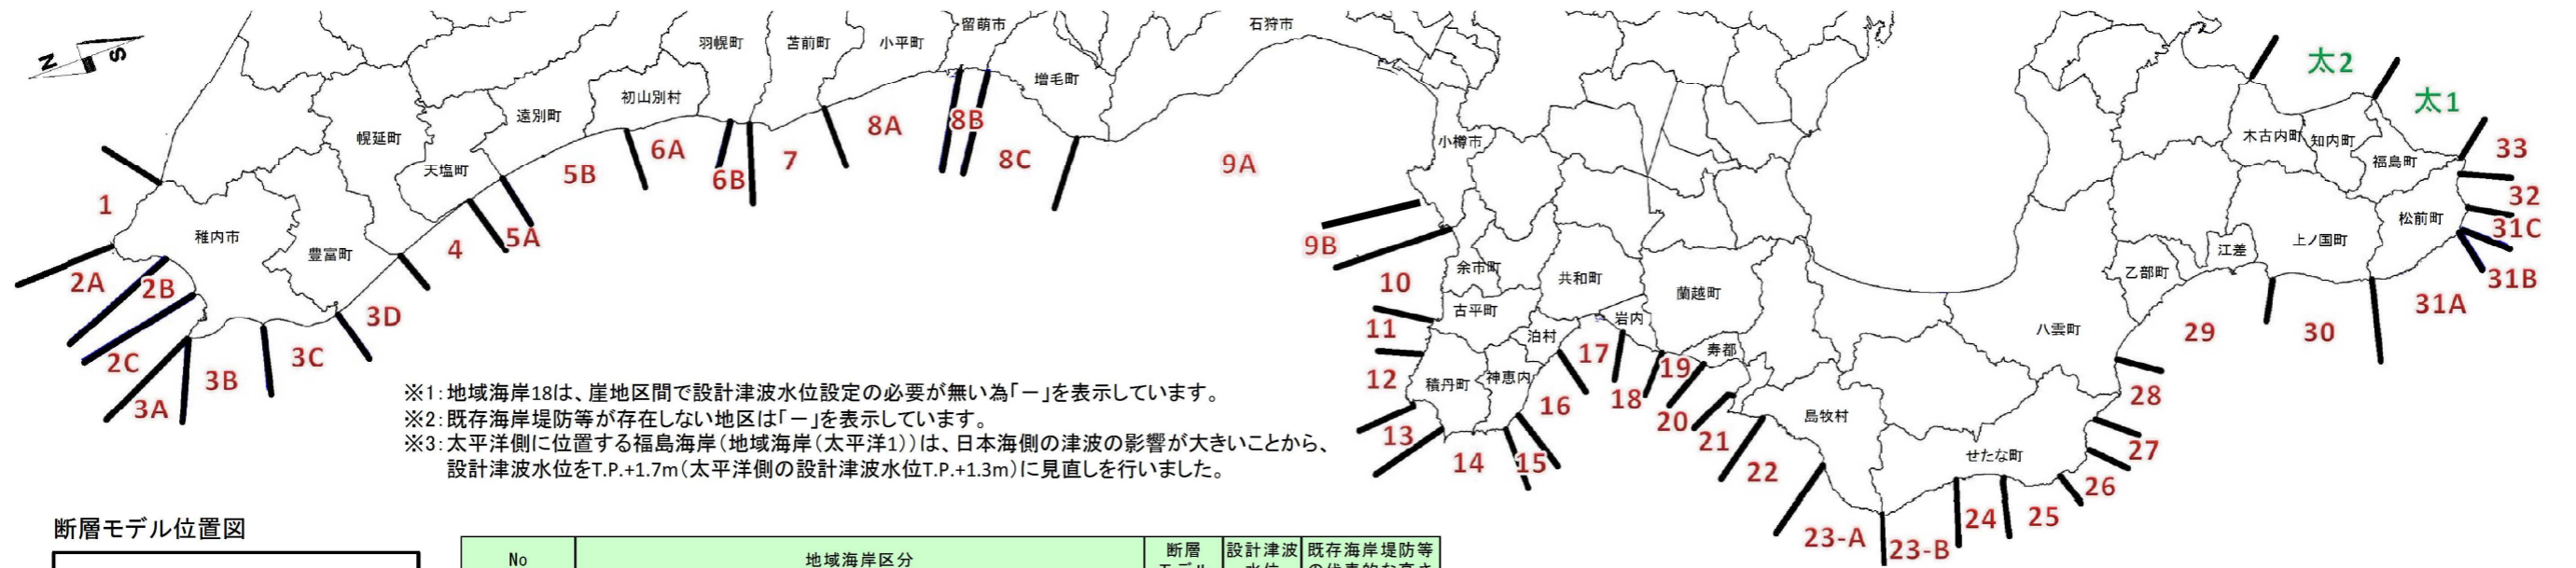 N
S
羽幌町
苫前町
小平町
留萌市
増毛町
石狩市
初山別村
遠別町
幌延町
天塩町
豊富町
稚内市
小樽市
余市町
古平町
積丹町
神恵内
泊村
共和町
岩内
蘭越町
寿都
島牧村
せたな町
八雲町
乙部町
江差
上ノ国町
松前町
福島町
知内町
木古内町
1
2A
2B
2C
3A
3B
3C
3D
4
5A
5B
6A
6B
7
8A
8B
8C
9A
9B
10
11
12
13
14
15
16
17
18
19
20
21
22
23-A
23-B
24
25
26
27
28
29
30
31A
31B
31C
32
33
太1
太2
※1:地域海岸18は、崖地区間で設計津波水位設定の必要が無い為「－」を表示しています。
※2:既存海岸堤防等が存在しない地区は「－」を表示しています。
※3:太平洋側に位置する福島海岸(地域海岸(太平洋1))は、日本海側の津波の影響が大きいことから、
設計津波水位をT.P.+1.7m(太平洋側の設計津波水位T.P.+1.3m)に見直しを行いました。
断層モデル位置図
No
地域海岸区分
断層
モデル
設計津波
水位
既存海岸堤防等
の代表的な高さ